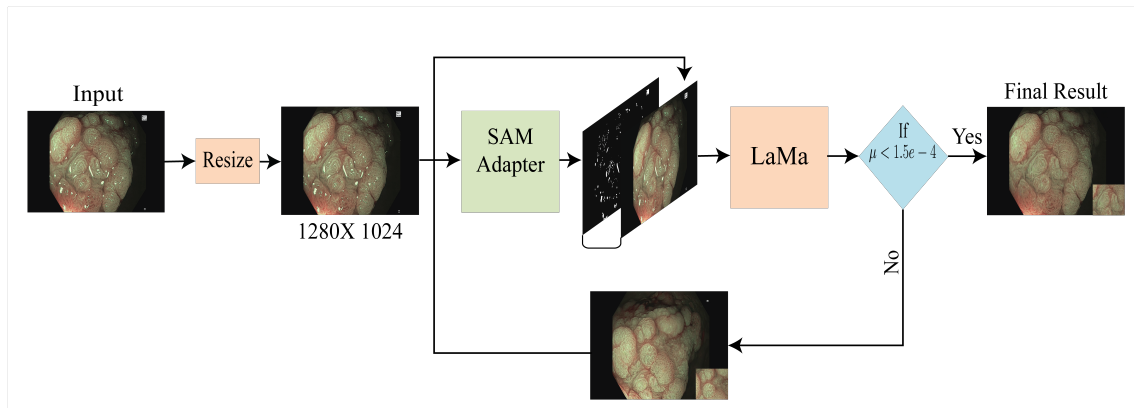 Input
Resize
1280X 1024
SAM
Adapter
LaMa
If
μ < 1.5e − 4
Yes
No
Final Result